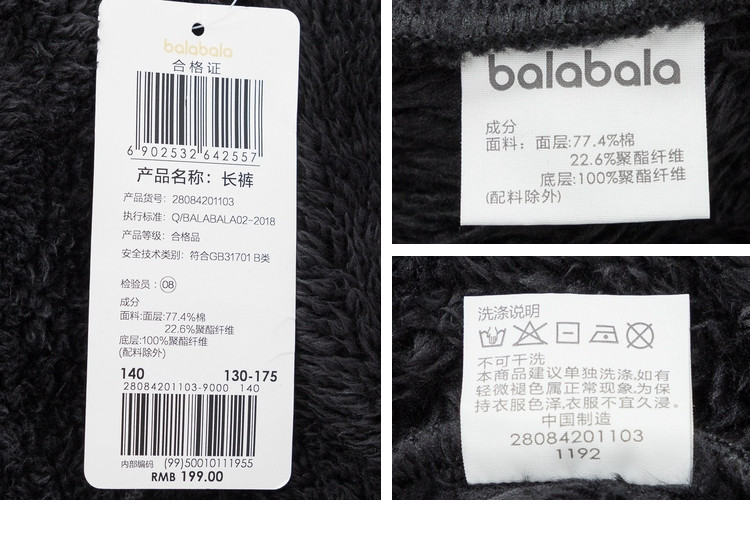 balabala
合格证
6 902532 642557
产品名称：长裤
产品货号：28084201103
执行标准：Q/BALABALA02-2018
产品等级：合格品
安全技术类别：符合GB31701 B类
检验员：08
成分
面料:面层:77.4%棉
22.6%聚酯纤维
底层:100%聚酯纤维
(配料除外)
140 130-175
28084201103-9000 140
内部编码 (99)50010111955
RMB 199.00
balabala
成分
面料：面层:77.4%棉
22.6%聚酯纤维
底层:100%聚酯纤维
(配料除外)
洗涤说明
不可干洗
本商品建议单独洗涤,如有
轻微褪色属正常现象,为保
持衣服色泽,衣服不宜久浸。
中国制造
28084201103
1192